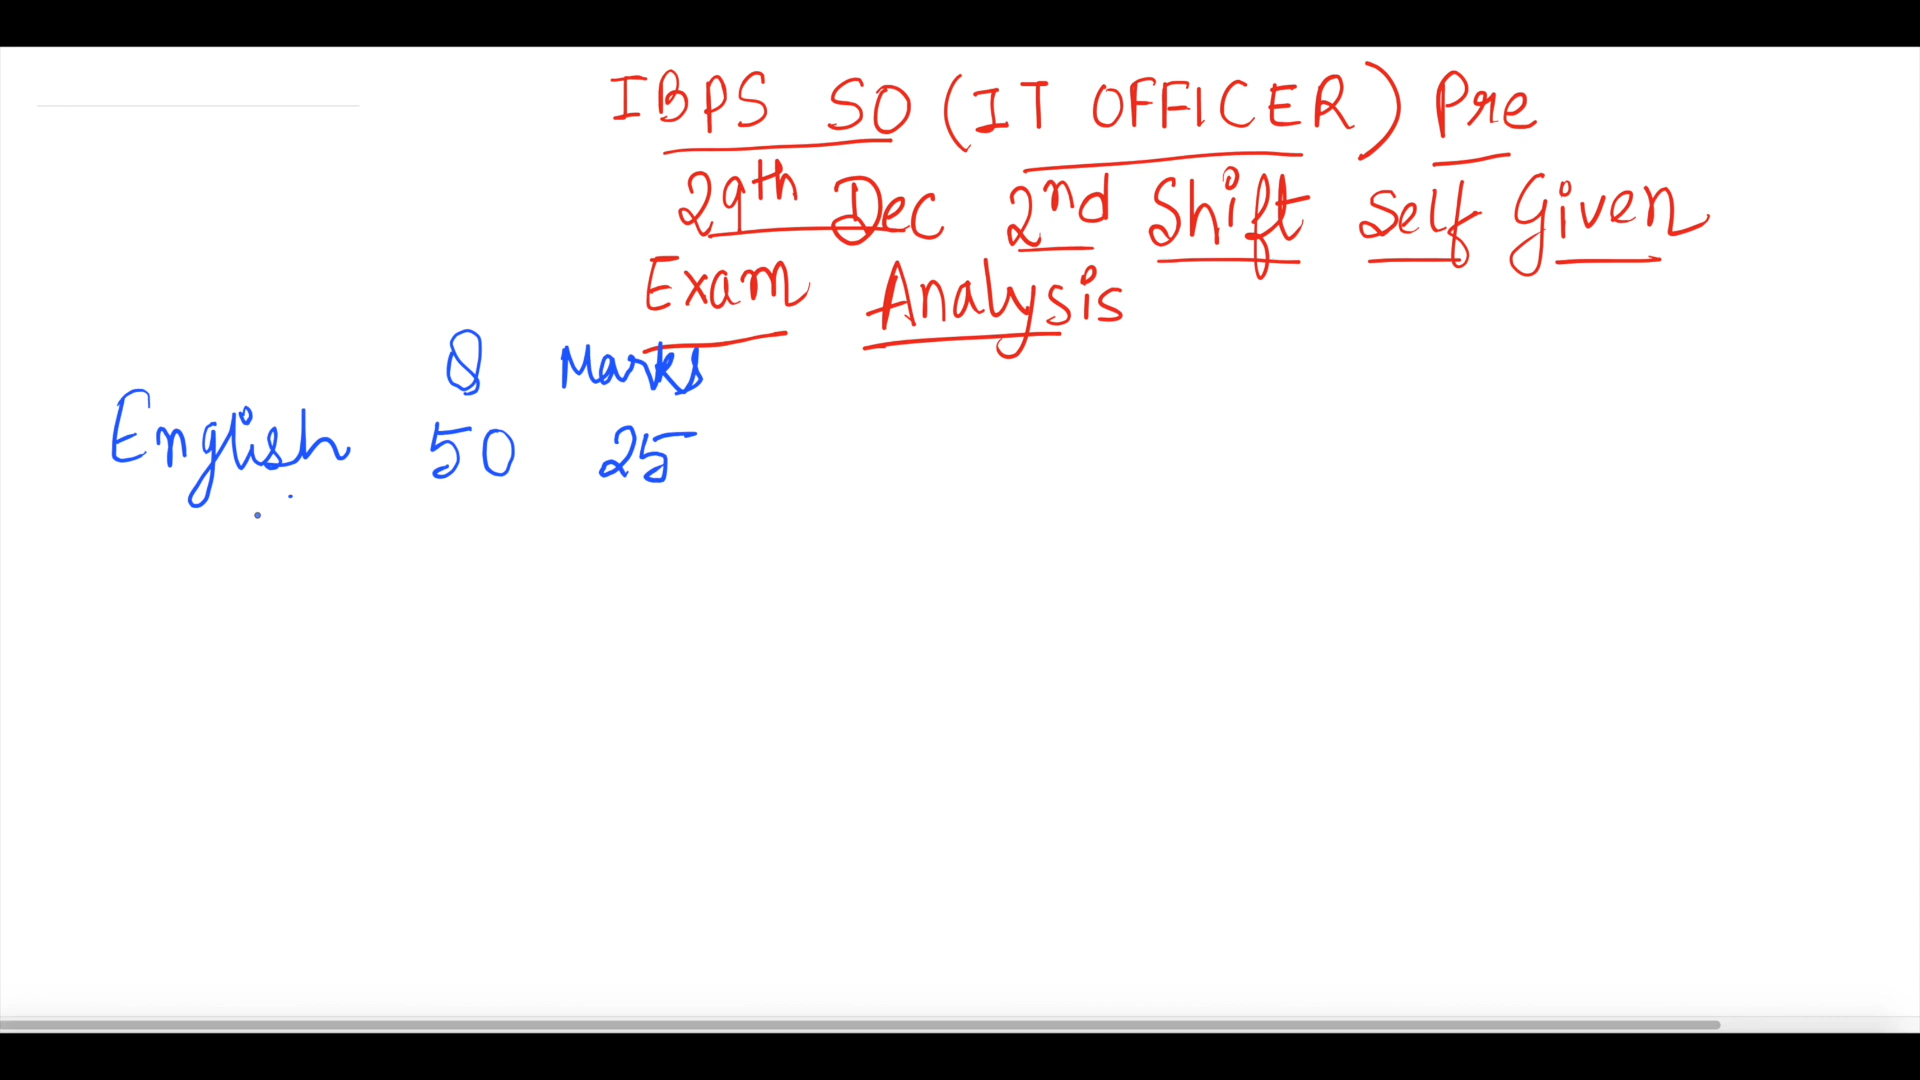 IBPS SO (IT OFFICER) Pre
29th Dec 2nd Shift Self Given
Exam Analysis
Q Marks
English 50 25